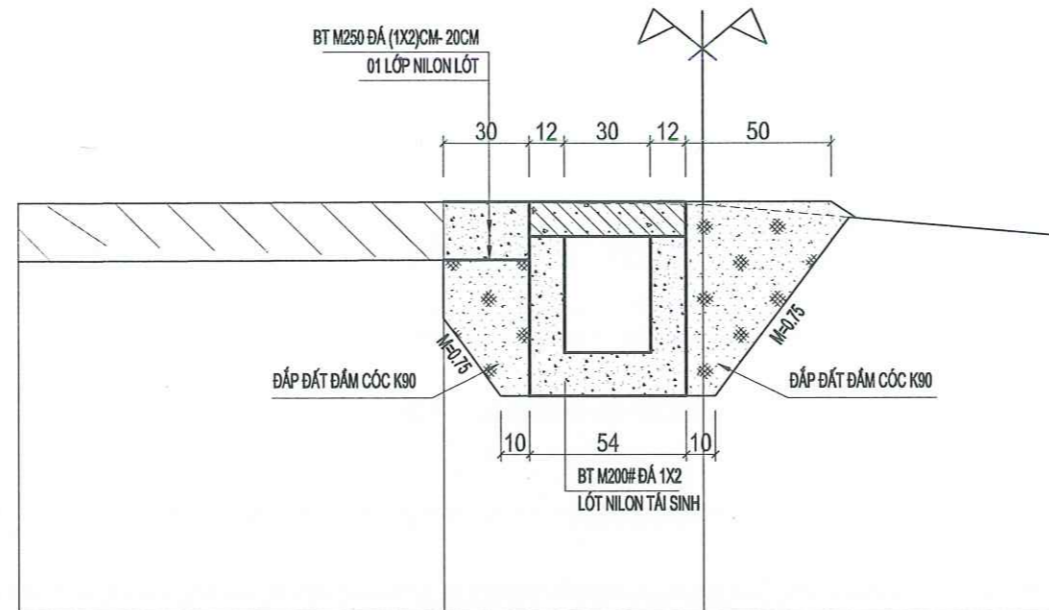 BT M250 ĐÁ (1X2)CM- 20CM
01 LỚP NILON LÓT
30 12 30 12 50
M=0.75
M=0.75
ĐẮP ĐẤT ĐẦM CÓC K90
ĐẮP ĐẤT ĐẦM CÓC K90
10 54 10
BT M200# ĐÁ 1X2
LÓT NILON TÁI SINH